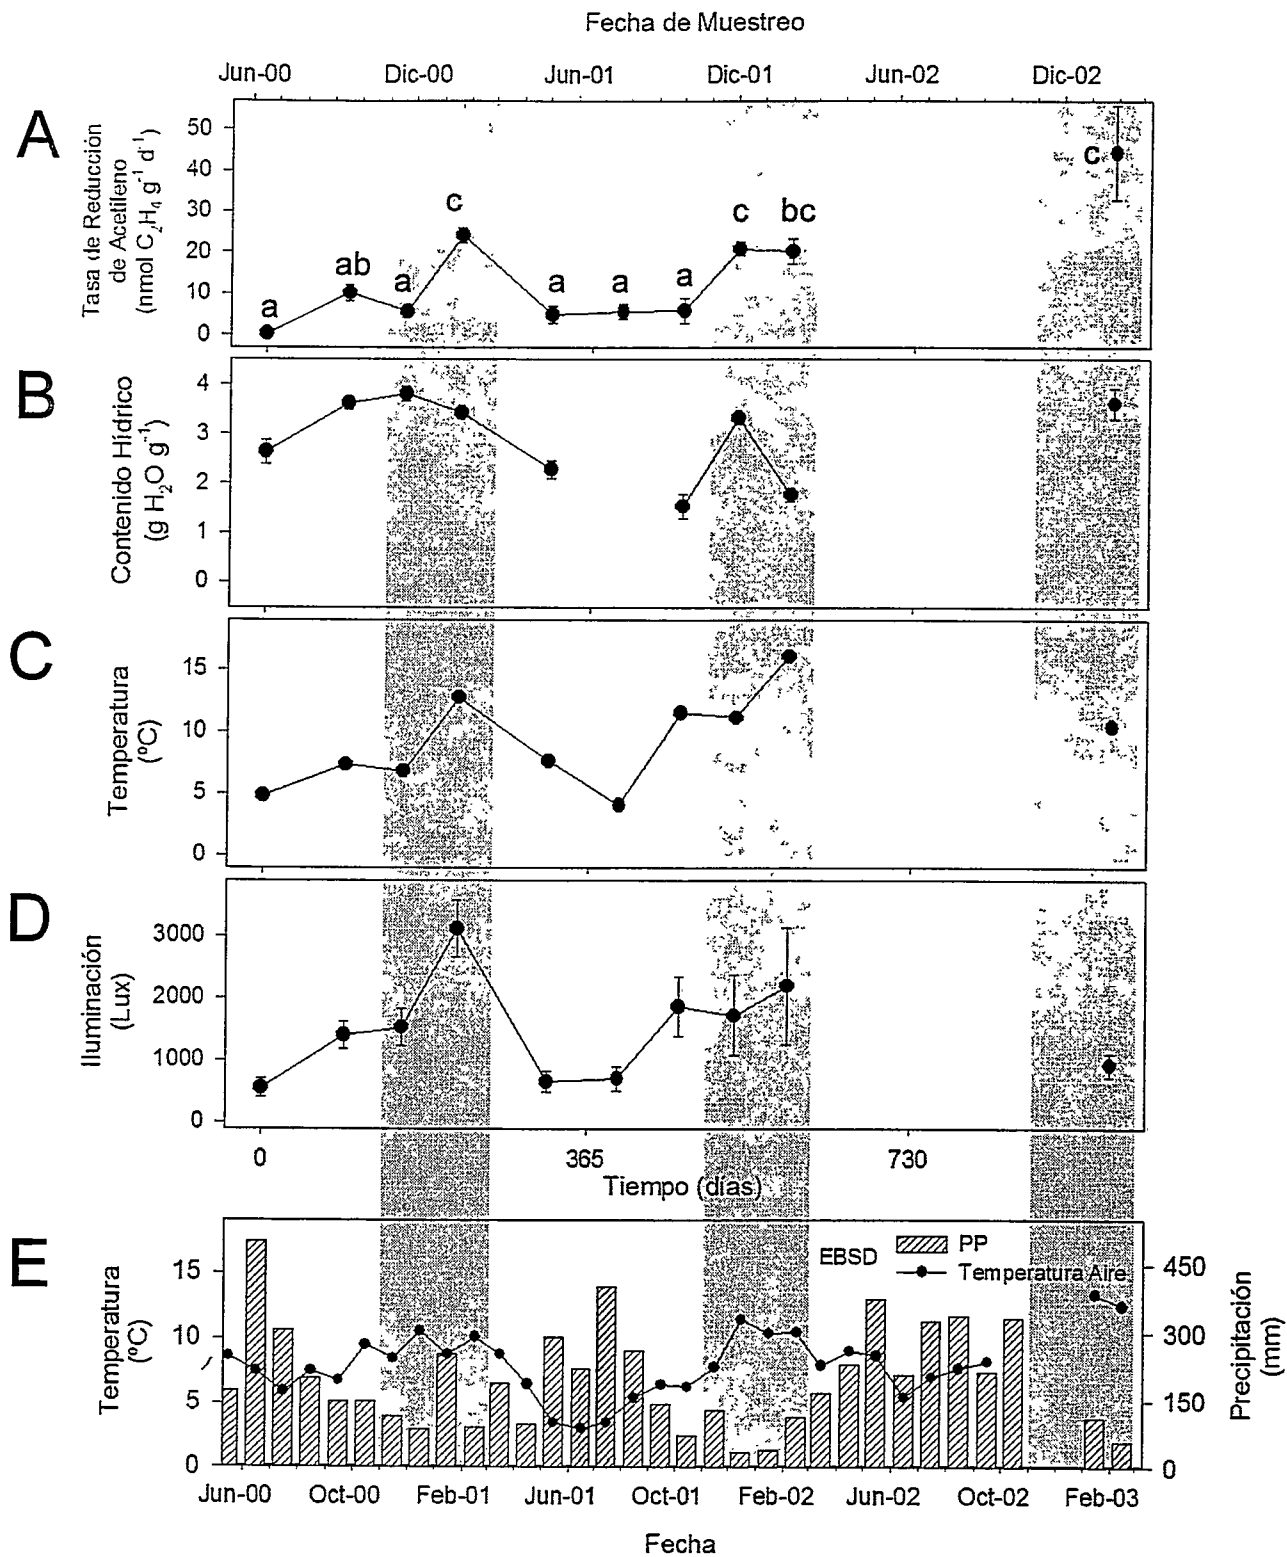 Fecha de Muestreo
Jun-00 Dic-00 Jun-01 Dic-01 Jun-02 Dic-02
A
Tasa de Reducción
de Acetileno
(nmol C₂H₄ g⁻¹ d⁻¹)
50
40
30
20
10
0
a ab a c a a a c bc c
B
Contenido Hídrico
(g H₂O g⁻¹)
4
3
2
1
0
C
Temperatura
(ºC)
15
10
5
0
D
Iluminación
(Lux)
3000
2000
1000
0
0 365 730
Tiempo (días)
E
Temperatura
(ºC)
15
10
5
0
EBSD
PP
Temperatura Aire
450
300
150
0
Precipitación
(mm)
Jun-00 Oct-00 Feb-01 Jun-01 Oct-01 Feb-02 Jun-02 Oct-02 Feb-03
Fecha